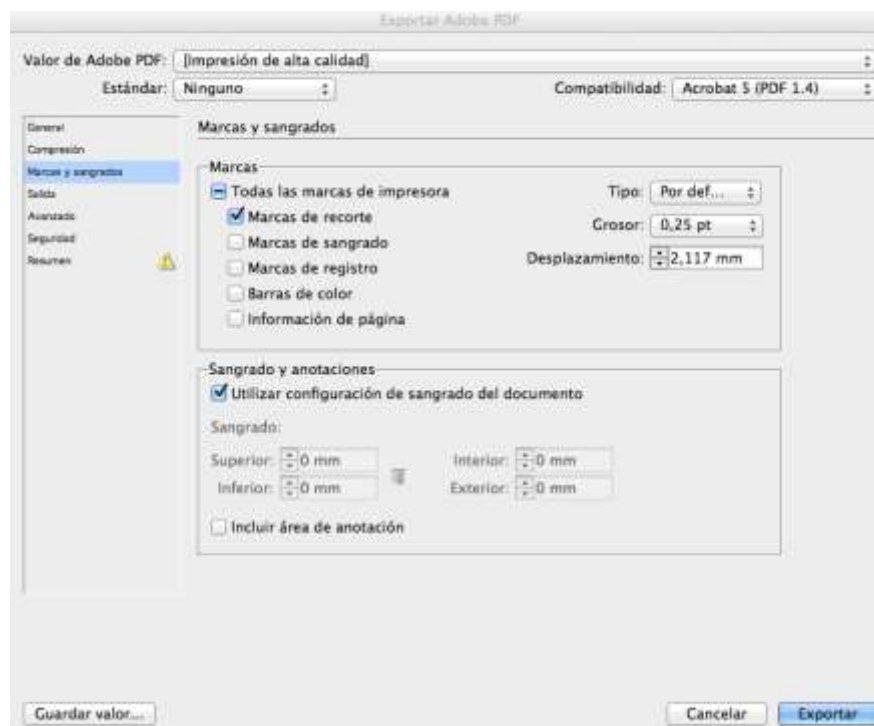 Exportar Adobe PDF
Valor de Adobe PDF: [Impresión de alta calidad]
Estándar: Ninguno Compatibilidad: Acrobat 5 (PDF 1.4)
General
Compresión
Marcas y sangrados
Salida
Avanzado
Seguridad
Resumen
Marcas y sangrados
Marcas
Todas las marcas de impresora Tipo: Por def...
Marcas de recorte Grosor: 0,25 pt
Marcas de sangrado Desplazamiento: 2,117 mm
Marcas de registro
Barras de color
Información de página
Sangrado y anotaciones
Utilizar configuración de sangrado del documento
Sangrado:
Superior: 0 mm Interior: 0 mm
Inferior: 0 mm Exterior: 0 mm
Incluir área de anotación
Guardar valor... Cancelar Exportar